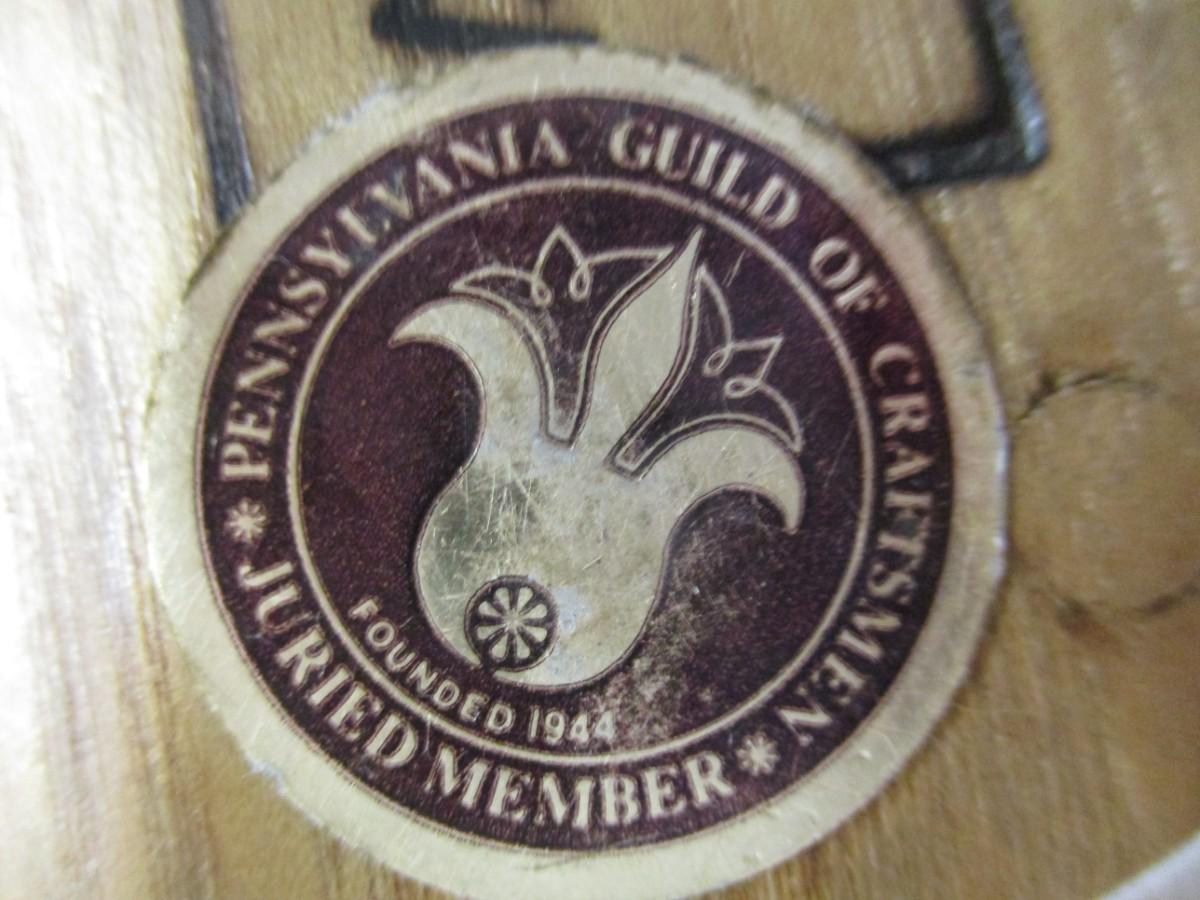 PENNSYLVANIA GUILD OF CRAFTSMEN
FOUNDED 1944
* JURIED MEMBER *